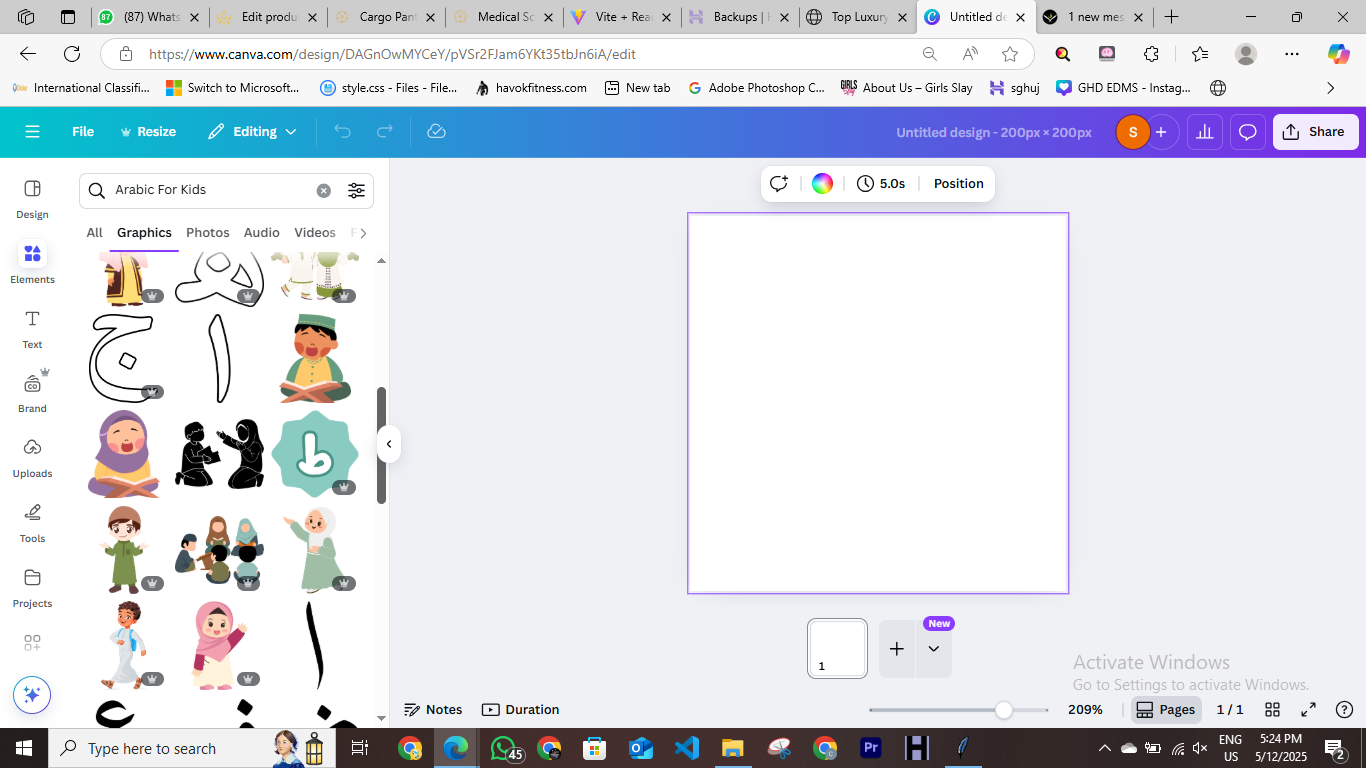 (87) Whats
Edit produ
Cargo Pant
Medical Sc
Vite + Rea
Backups |
Top Luxury
Untitled de
1 new mes
https://www.canva.com/design/DAGnOwMYCeY/pVSr2FJam6YKt35tbJn6iA/edit
International Classifi...
Switch to Microsoft...
style.css - Files - File...
havokfitness.com
New tab
Adobe Photoshop C...
About Us – Girls Slay
sghuj
GHD EDMS - Instag...
File
Resize
Editing
Untitled design - 200px × 200px
S
Share
Design
Elements
Text
Brand
Uploads
Tools
Projects
Arabic For Kids
All
Graphics
Photos
Audio
Videos
ج
ا
ط
ا
5.0s
Position
1
New
Activate Windows
Go to Settings to activate Windows.
Notes
Duration
209%
Pages
1 / 1
Type here to search
45
Pr
ENG
US
5:24 PM
5/12/2025
2